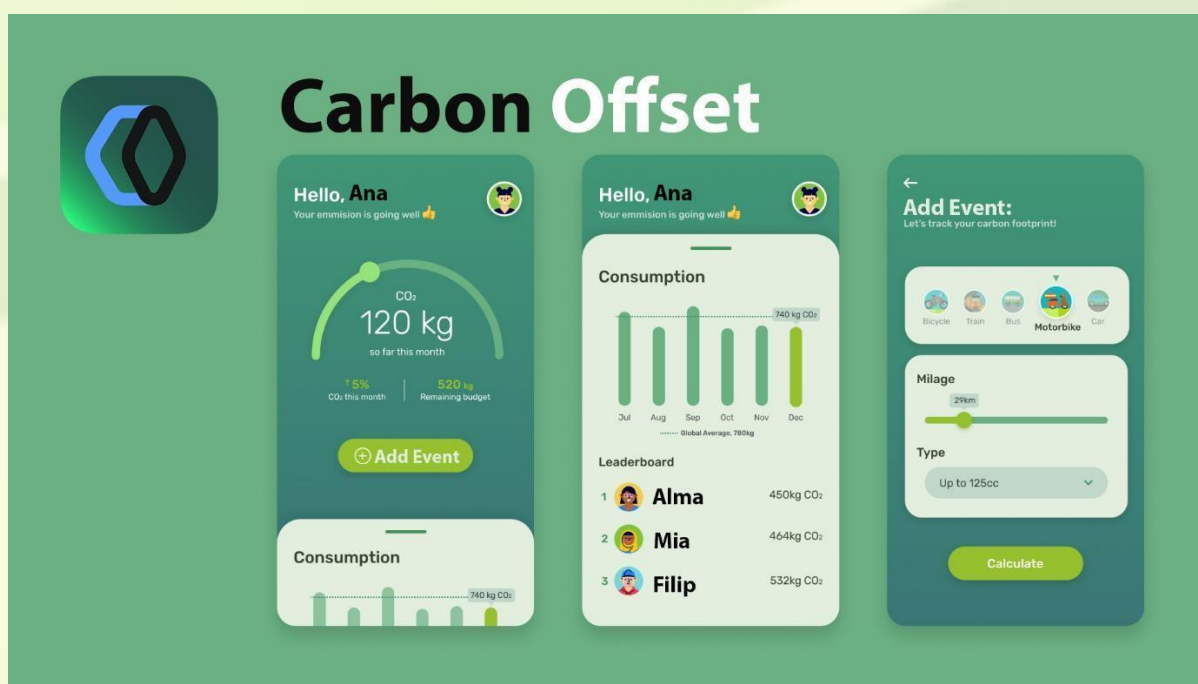 Carbon Offset
Hello, Ana
Your emmision is going well
CO₂
120 kg
so far this month
↑5%
CO₂ this month
520 kg
Remaining budget
Add Event
Consumption
740 kg CO₂
Hello, Ana
Your emmision is going well
Consumption
740 kg CO₂
Jul Aug Sep Oct Nov Dec
Global Average, 780kg
Leaderboard
1 Alma 450kg CO₂
2 Mia 464kg CO₂
3 Filip 532kg CO₂
←
Add Event:
Let's track your carbon footprint!
Bicycle Train Bus Motorbike Car
Milage
29km
Type
Up to 125cc
Calculate